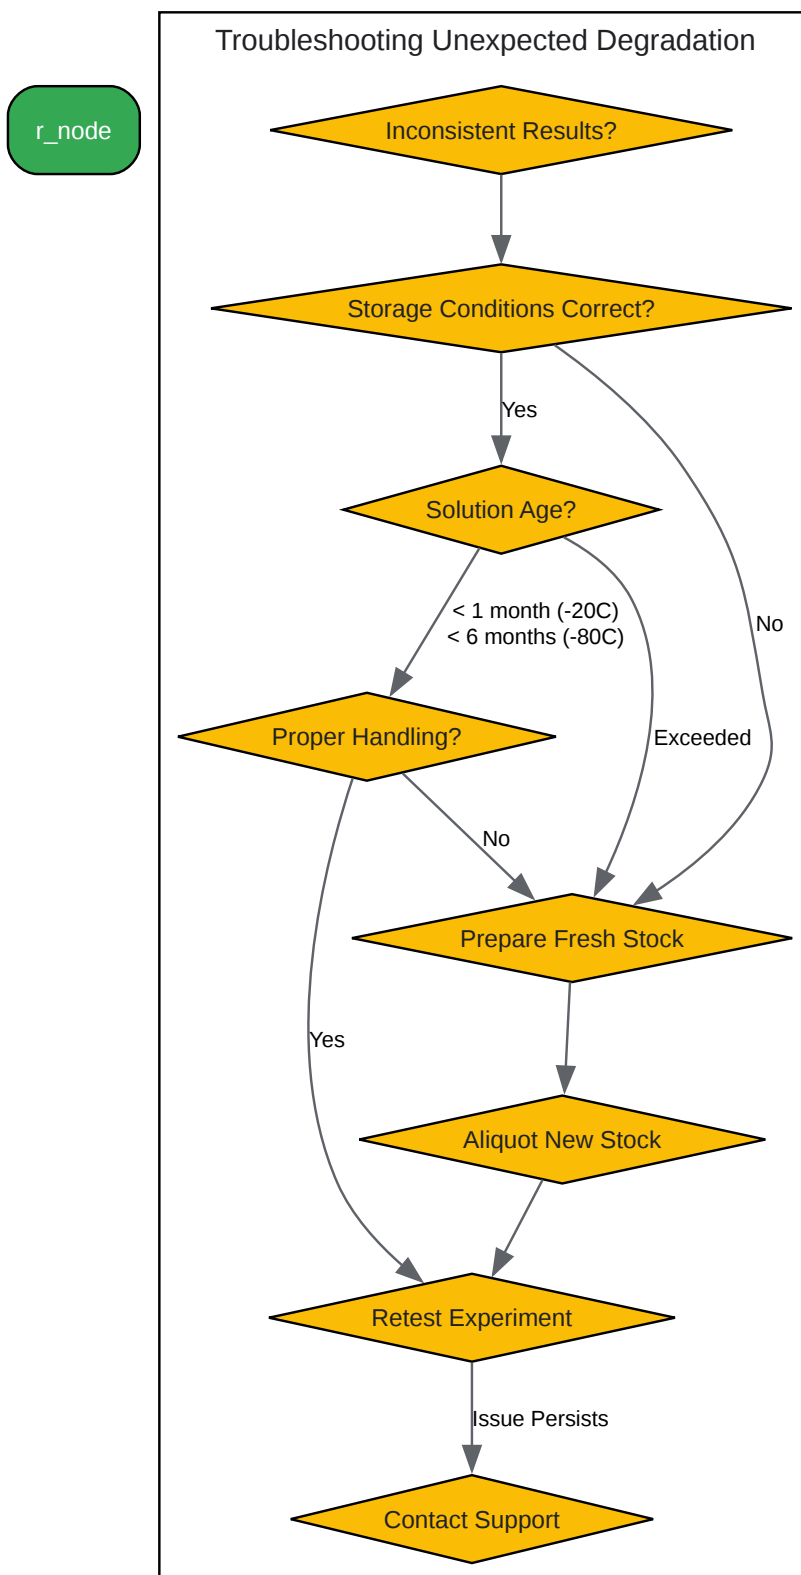 Troubleshooting Unexpected Degradation
r_node
Inconsistent Results?
Storage Conditions Correct?
Yes
Solution Age?
< 1 month (-20C)
< 6 months (-80C)
No
Proper Handling?
Exceeded
No
Prepare Fresh Stock
Yes
Aliquot New Stock
Retest Experiment
Issue Persists
Contact Support